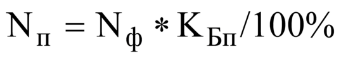 Nп = Nф * KБп/100%